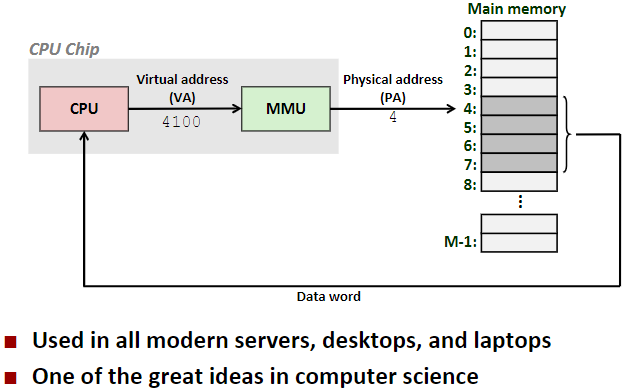 Main memory
CPU Chip
0:
1:
2:
3:
4:
5:
6:
7:
8:
M-1:
Virtual address
(VA)
4100
CPU
MMU
Physical address
(PA)
4
Data word
Used in all modern servers, desktops, and laptops
One of the great ideas in computer science